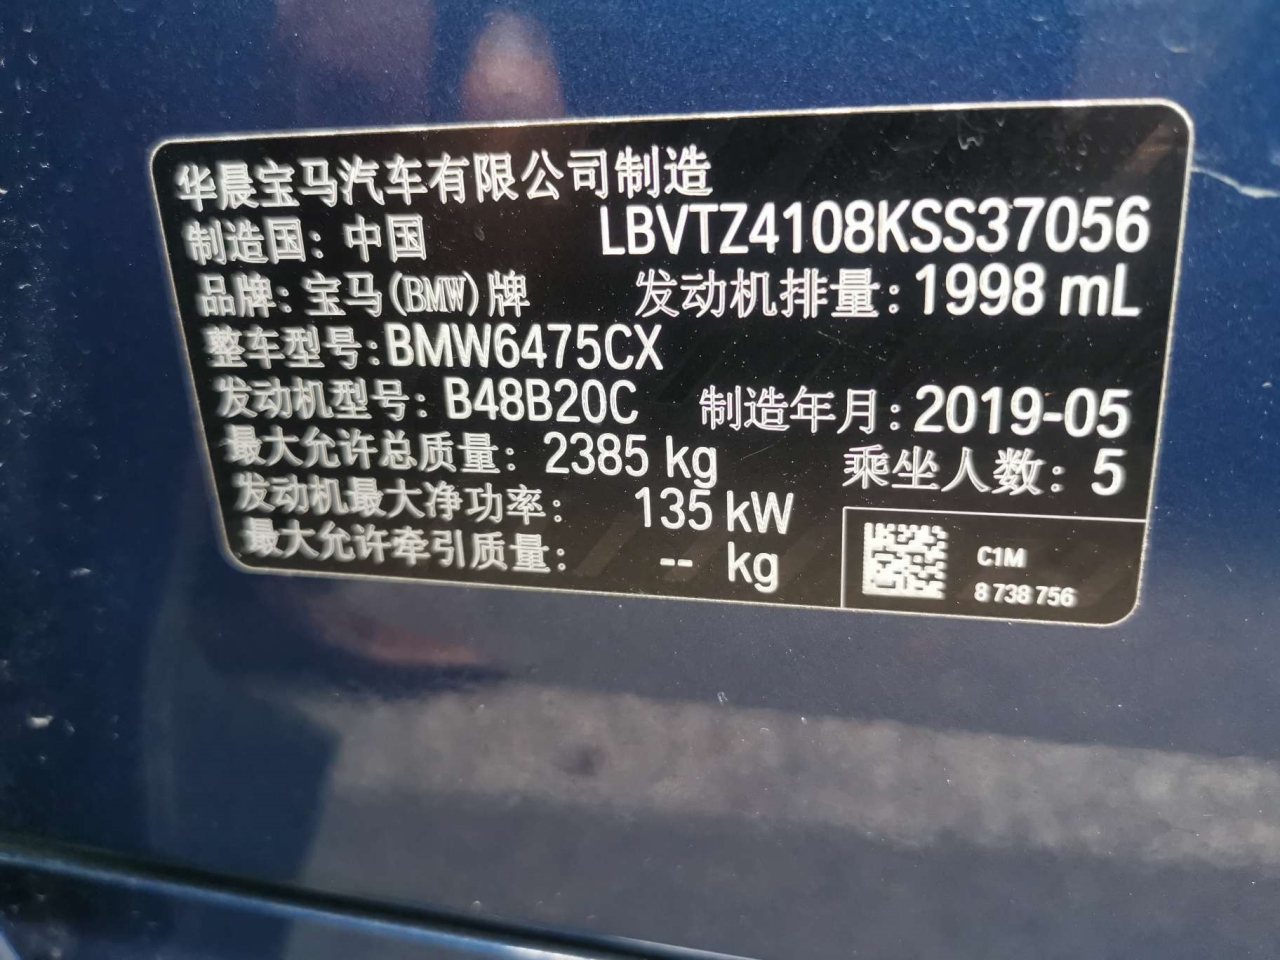 华晨宝马汽车有限公司制造
制造国：中国 LBVTZ4108KSS37056
品牌：宝马(BMW)牌 发动机排量：1998 mL
整车型号：BMW6475CX
发动机型号：B48B20C 制造年月：2019-05
最大允许总质量：2385 kg 乘坐人数：5
发动机最大净功率：135 kW
最大允许牵引质量：-- kg
C1M
8 738 756